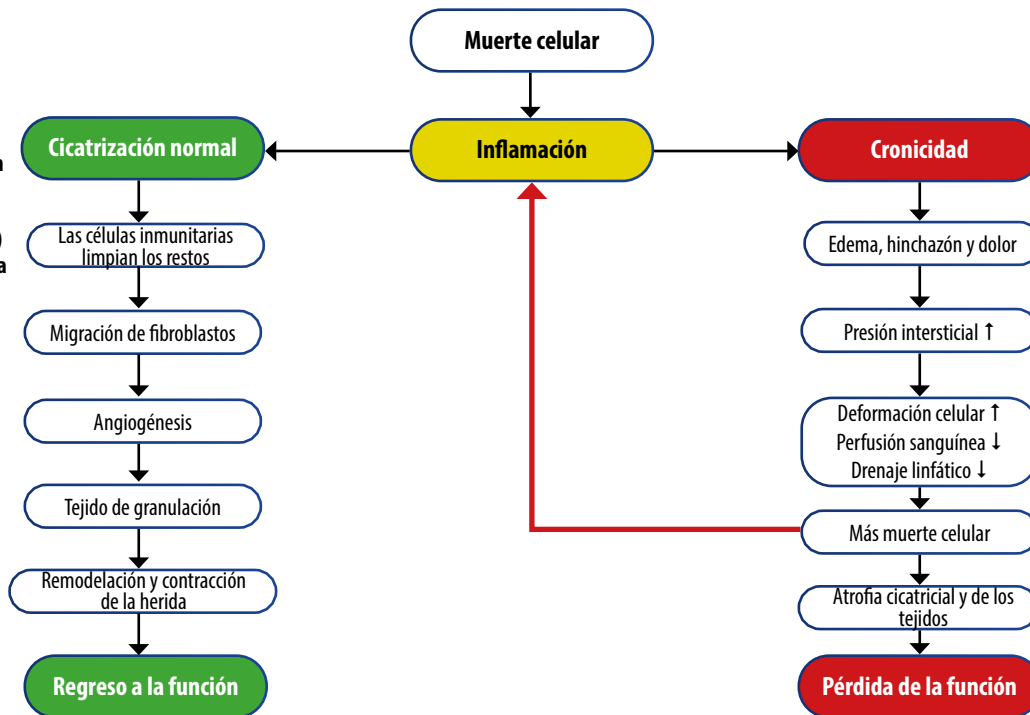 Muerte celular
Cicatrización normal
Inflamación
Cronicidad
n
)
a
Las células inmunitarias
limpian los restos
Migración de fibroblastos
Angiogénesis
Tejido de granulación
Remodelación y contracción
de la herida
Regreso a la función
Edema, hinchazón y dolor
Presión intersticial ↑
Deformación celular ↑
Perfusión sanguínea ↓
Drenaje linfático ↓
Más muerte celular
Atrofia cicatricial y de los
tejidos
Pérdida de la función